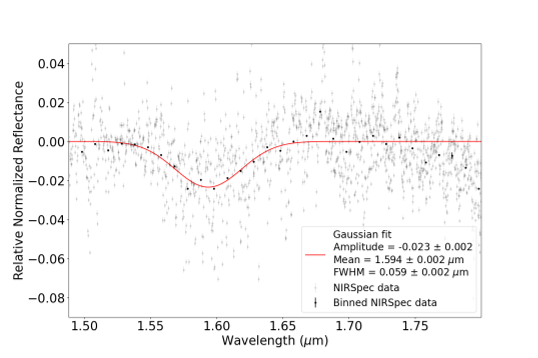 0.04
0.02
0.00
−0.02
−0.04
−0.06
−0.08
Relative Normalized Reflectance
Gaussian fit
Amplitude = -0.023 ± 0.002
Mean = 1.594 ± 0.002 μm
FWHM = 0.059 ± 0.002 μm
NIRSpec data
Binned NIRSpec data
1.50 1.55 1.60 1.65 1.70 1.75
Wavelength (μm)